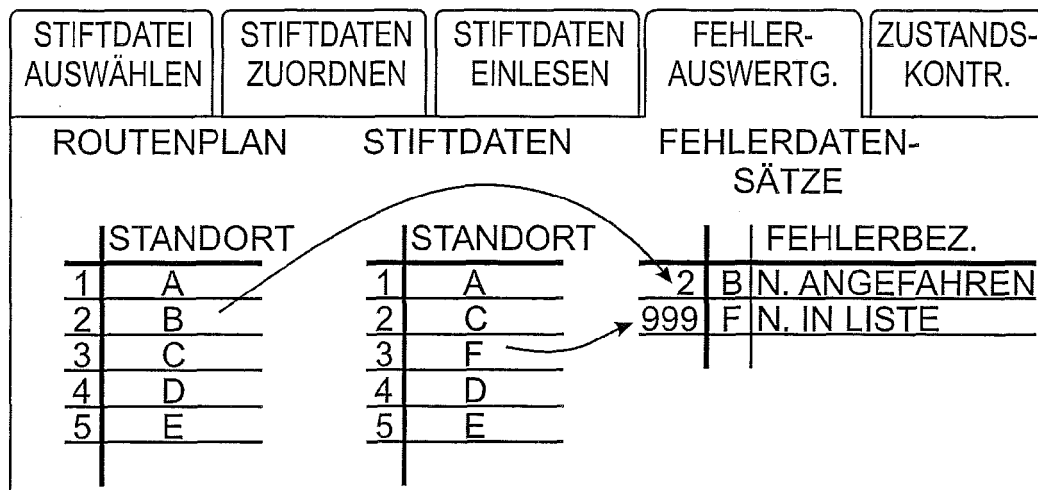 STIFTDATEI
AUSWÄHLEN
STIFTDATEN
ZUORDNEN
STIFTDATEN
EINLESEN
FEHLER-
AUSWERTG.
ZUSTANDS-
KONTR.
ROUTENPLAN
STANDORT
1 A
2 B
3 C
4 D
5 E
STIFTDATEN
STANDORT
1 A
2 C
3 F
4 D
5 E
FEHLERDATEN-
SÄTZE
FEHLERBEZ.
2 B N. ANGEFAHREN
999 F N. IN LISTE